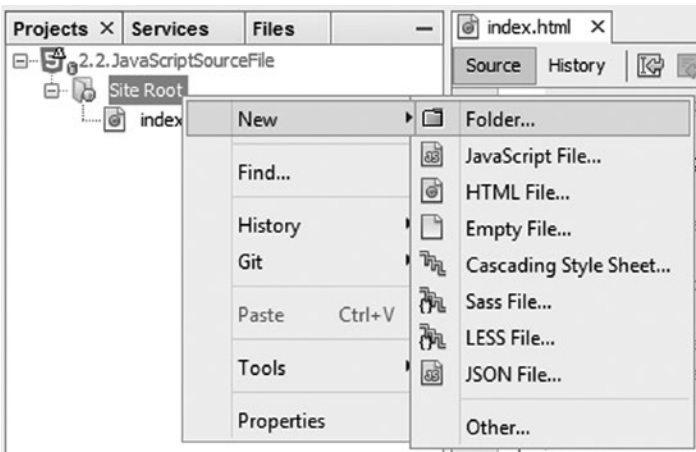 Projects × Services Files
2.2.JavaScriptSourceFile
Site Root
index
New
Find...
History
Git
Paste Ctrl+V
Tools
Properties
Folder...
JavaScript File...
HTML File...
Empty File...
Cascading Style Sheet...
Sass File...
LESS File...
JSON File...
Other...
index.html ×
Source History